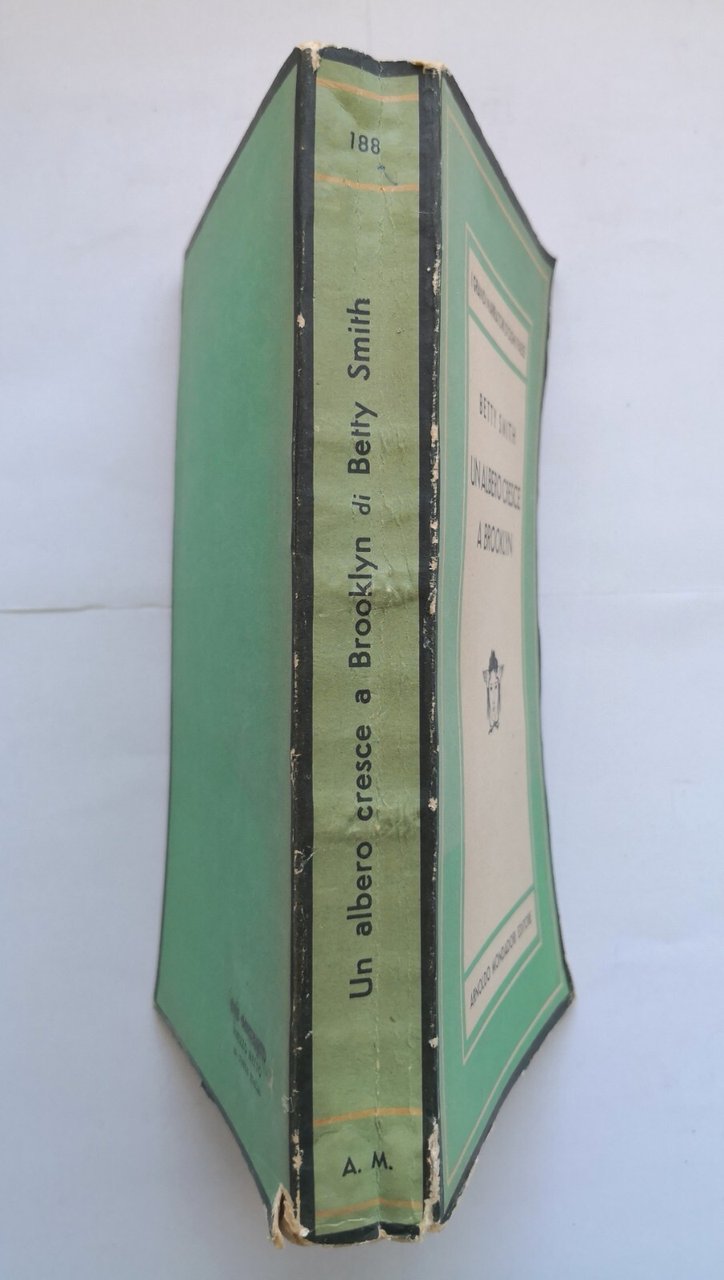 188
Un albero cresce a Brooklyn di Betty Smith
A. M.
BETTY SMITH
UN ALBERO CRESCE
A BROOKLYN
ARNOLDO MONDADORI EDITORE